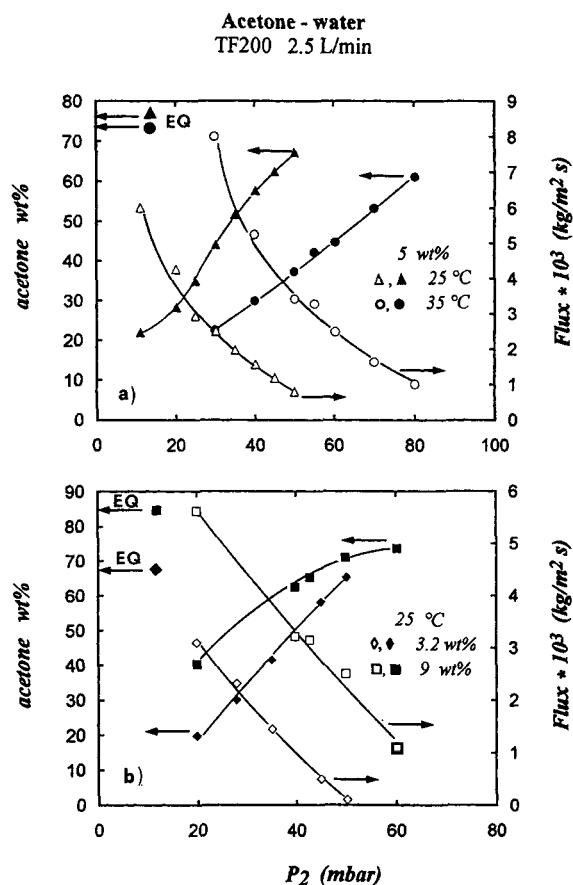 Acetone - water
TF200 2.5 L/min
80
70
60
50
40
30
20
10
0
acetone wt%
EQ
5 wt%
△, ▲ 25 °C
○, ● 35 °C
a)
9
8
7
6
5
4
3
2
1
0
Flux * 10³ (kg/m² s)
0 20 40 60 80 100
90
80
70
60
50
40
30
20
10
0
acetone wt%
EQ
EQ
25 °C
◇, ◆ 3.2 wt%
□, ■ 9 wt%
b)
6
5
4
3
2
1
0
Flux * 10³ (kg/m² s)
0 20 40 60 80
P₂ (mbar)